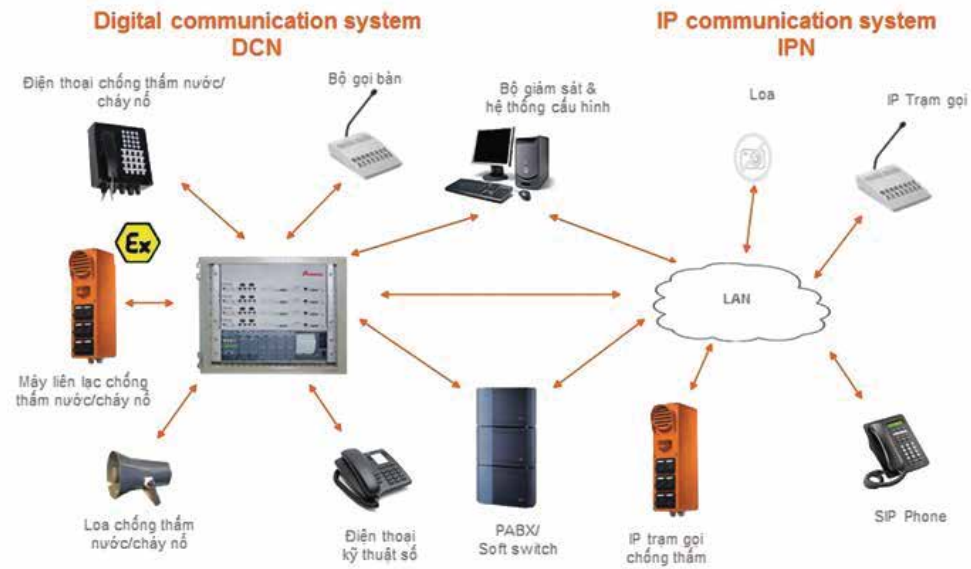 Digital communication system
DCN
IP communication system
IPN
Điện thoại chống thấm nước/
cháy nổ
Bộ gọi bàn
Bộ giám sát &
hệ thống cấu hình
Loa
IP Trạm gọi
Ex
LAN
Máy liên lạc chống
thấm nước/cháy nổ
Loa chống thấm
nước/cháy nổ
Điện thoại
kỹ thuật số
PABX/
Soft switch
IP trạm gọi
chống thấm
SIP Phone